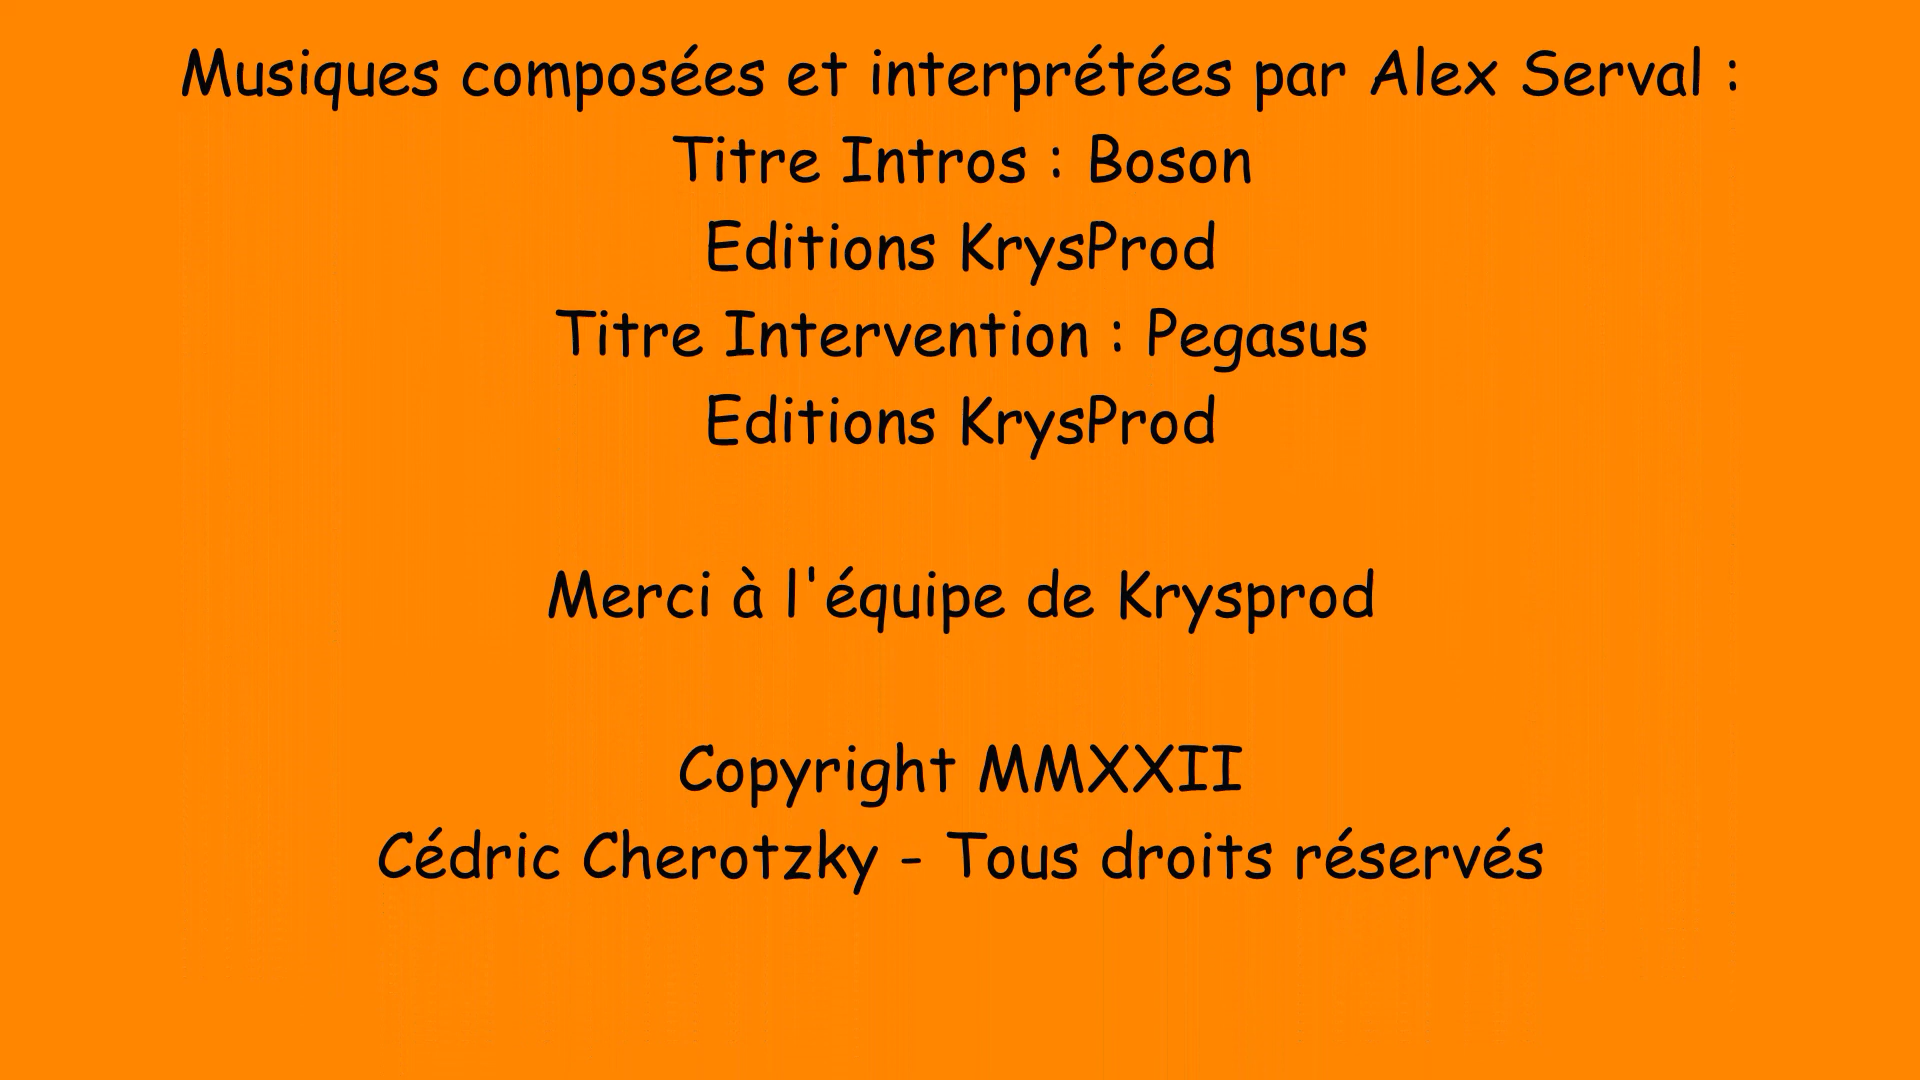 Musiques composées et interprétées par Alex Serval :
Titre Intros : Boson
Editions KrysProd
Titre Intervention : Pegasus
Editions KrysProd
Merci à l'équipe de Krysprod
Copyright MMXXII
Cédric Cherotzky - Tous droits réservés